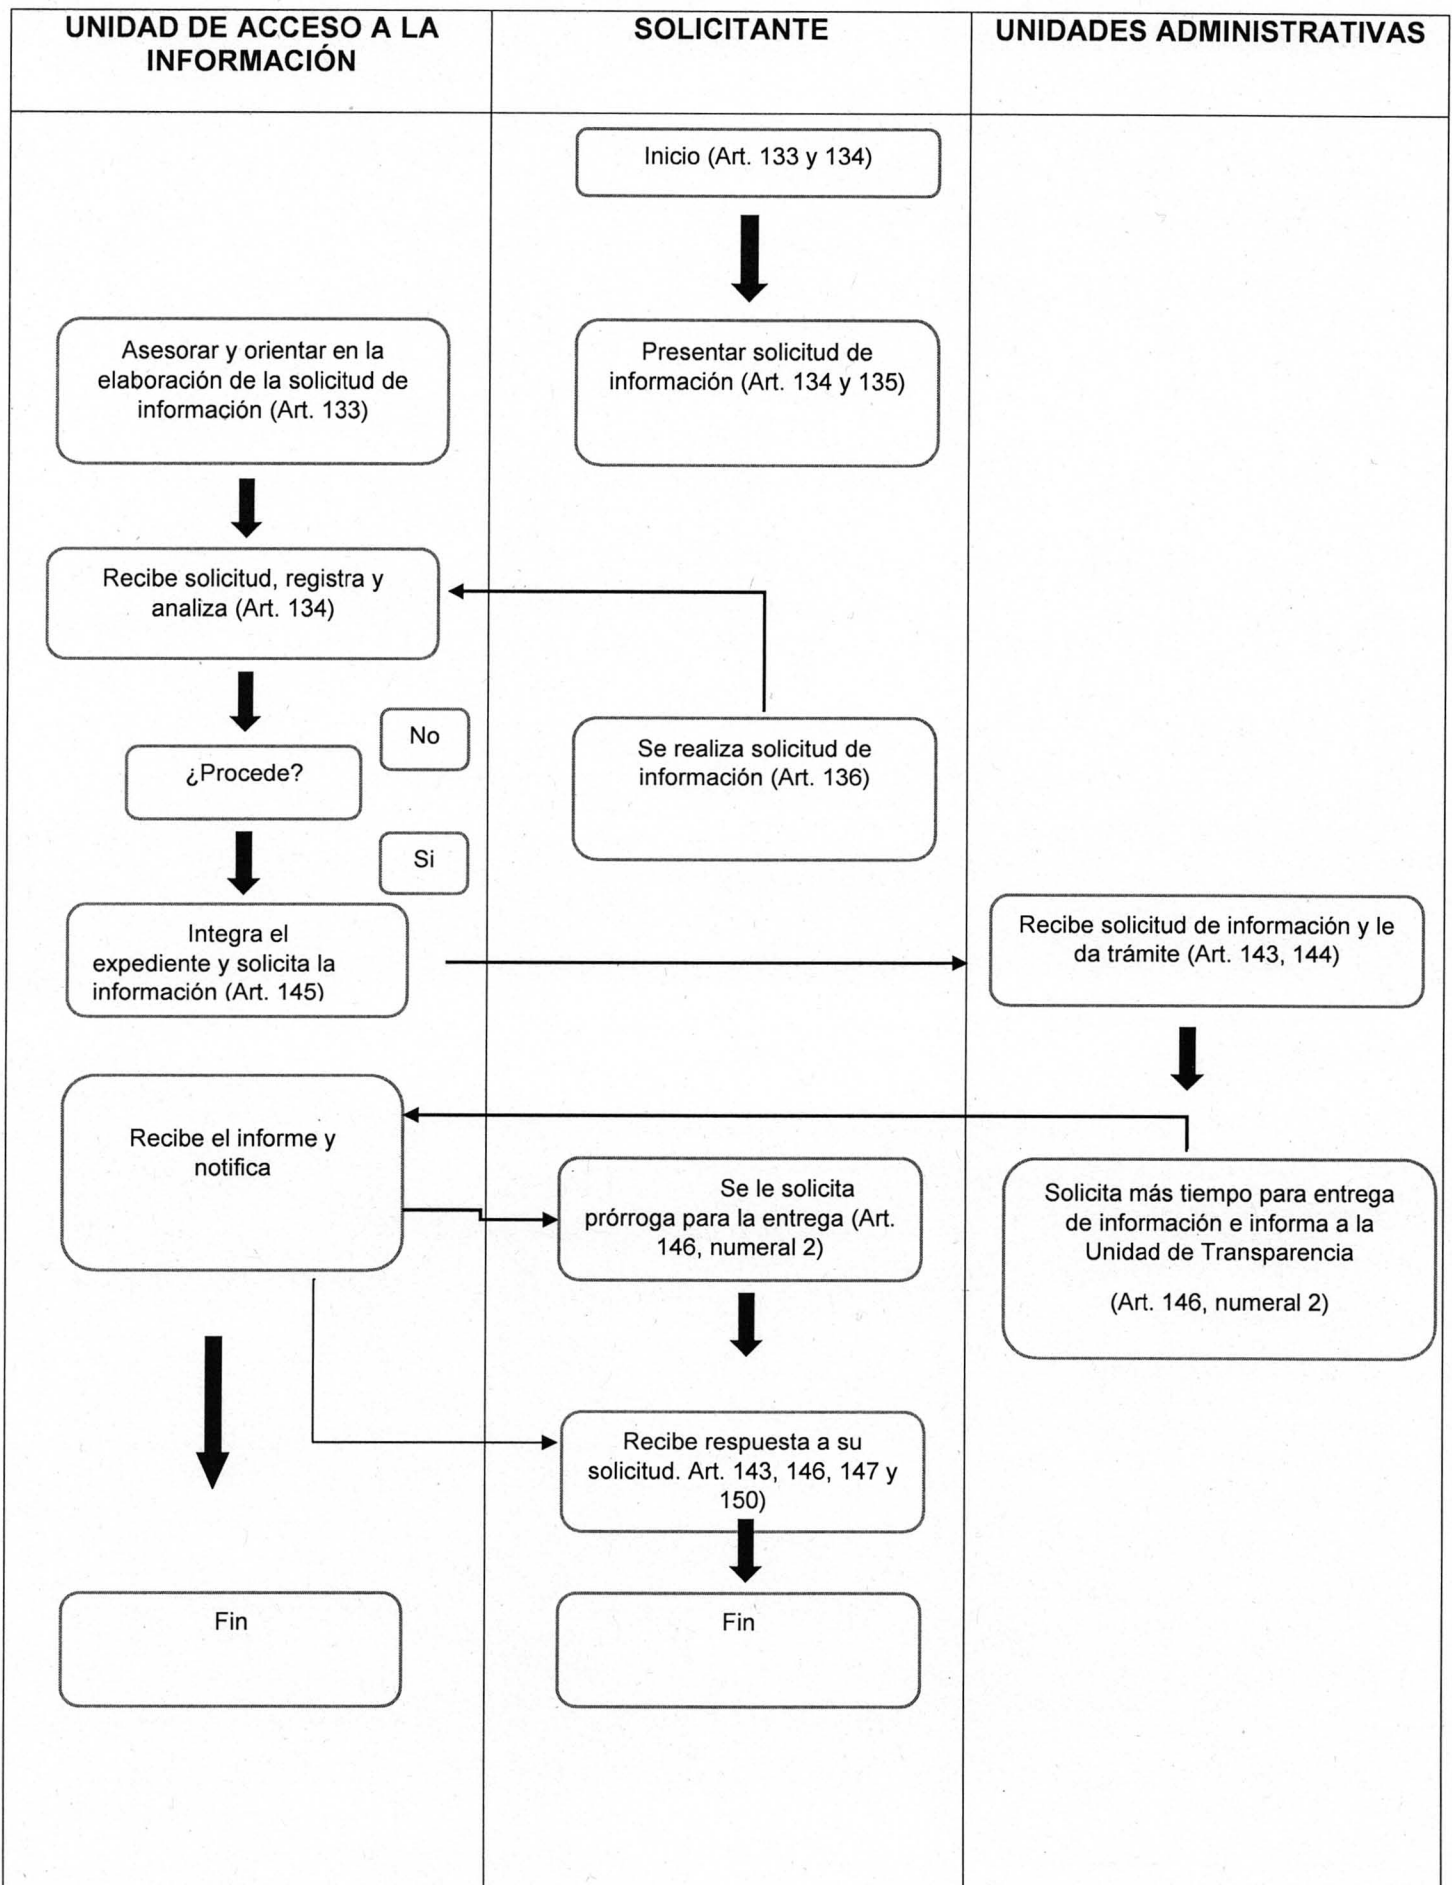 UNIDAD DE ACCESO A LA
INFORMACIÓN
SOLICITANTE
UNIDADES ADMINISTRATIVAS
Inicio (Art. 133 y 134)
Asesorar y orientar en la
elaboración de la solicitud de
información (Art. 133)
Presentar solicitud de
información (Art. 134 y 135)
Recibe solicitud, registra y
analiza (Art. 134)
No
¿Procede?
Se realiza solicitud de
información (Art. 136)
Si
Integra el
expediente y solicita la
información (Art. 145)
Recibe solicitud de información y le
da trámite (Art. 143, 144)
Recibe el informe y
notifica
Se le solicita
prórroga para la entrega (Art.
146, numeral 2)
Solicita más tiempo para entrega
de información e informa a la
Unidad de Transparencia
(Art. 146, numeral 2)
Recibe respuesta a su
solicitud. Art. 143, 146, 147 y
150)
Fin
Fin